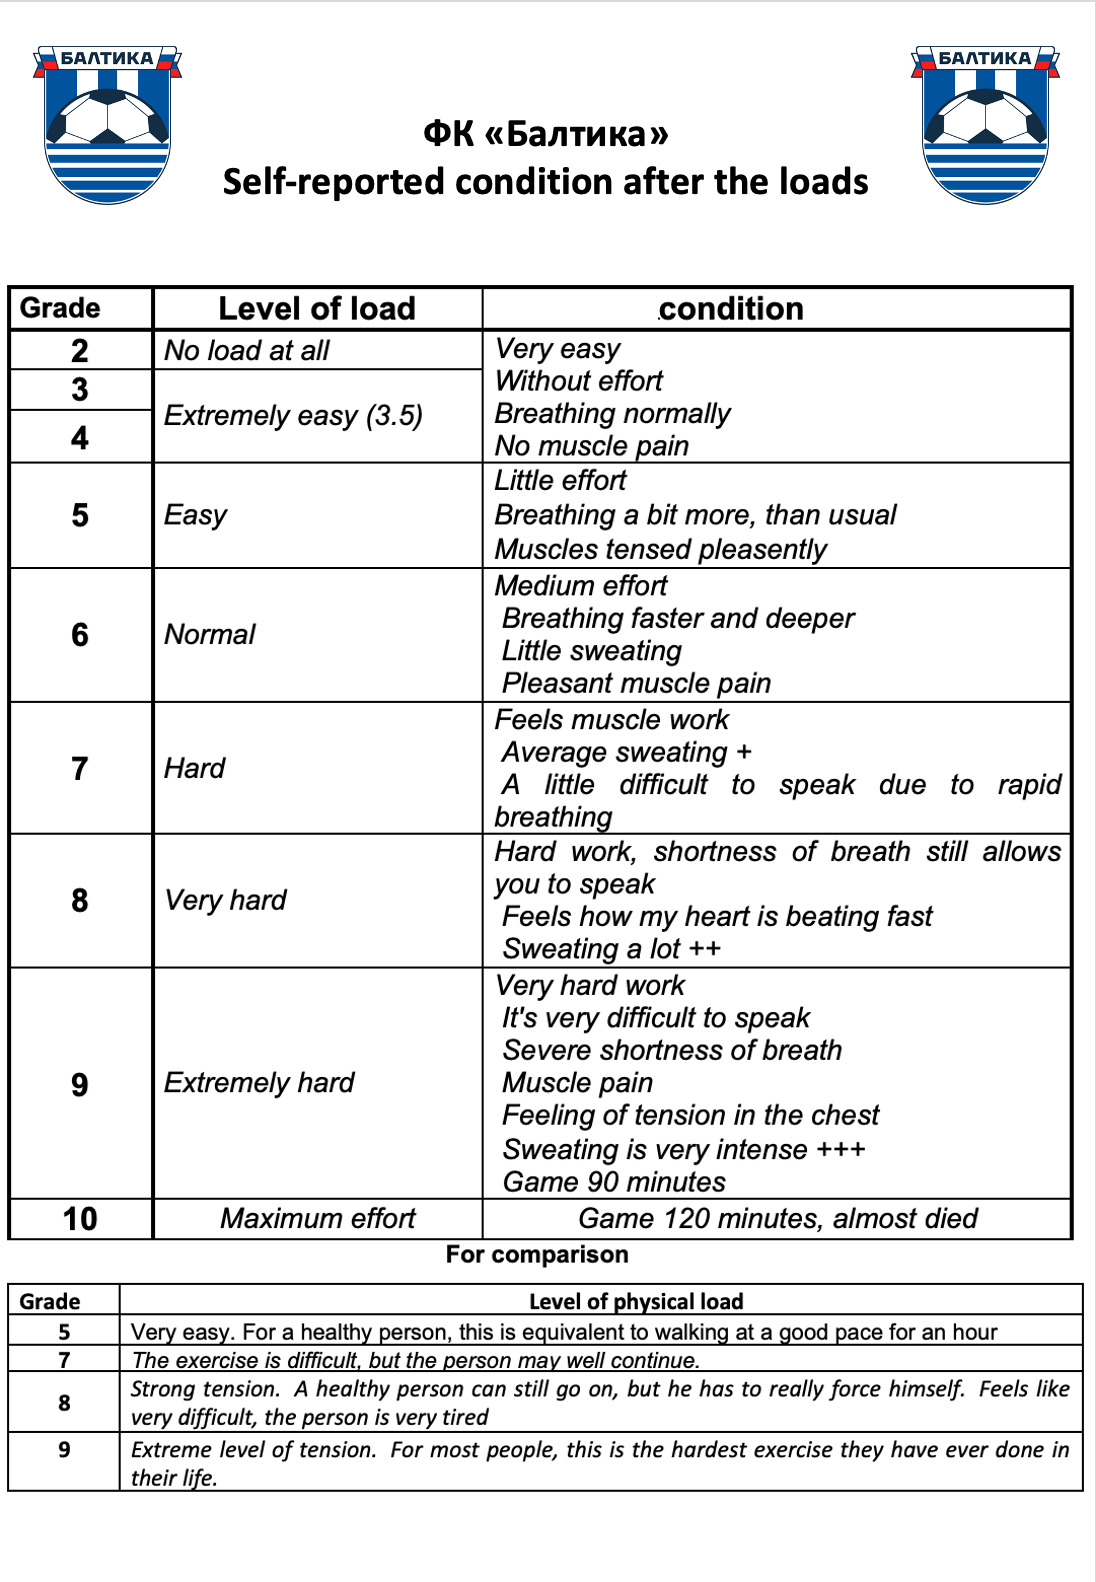 БАЛТИКА
БАЛТИКА
ФК «Балтика»
Self-reported condition after the loads
Grade Level of load .condition
2 No load at all Very easy
Without effort
3
Extremely easy (3.5) Breathing normally
4 No muscle pain
Little effort
5 Easy Breathing a bit more, than usual
Muscles tensed pleasently
Medium effort
Breathing faster and deeper
6 Normal
Little sweating
Pleasant muscle pain
Feels muscle work
Average sweating +
7 Hard
A little difficult to speak due to rapid
breathing
Hard work, shortness of breath still allows
you to speak
8 Very hard
Feels how my heart is beating fast
Sweating a lot ++
Very hard work
It's very difficult to speak
Severe shortness of breath
9 Extremely hard Muscle pain
Feeling of tension in the chest
Sweating is very intense +++
Game 90 minutes
10 Maximum effort Game 120 minutes, almost died
For comparison
Grade Level of physical load
5 Very easy. For a healthy person, this is equivalent to walking at a good pace for an hour
7 The exercise is difficult, but the person may well continue.
8 Strong tension. A healthy person can still go on, but he has to really force himself. Feels like
very difficult, the person is very tired
9 Extreme level of tension. For most people, this is the hardest exercise they have ever done in
their life.